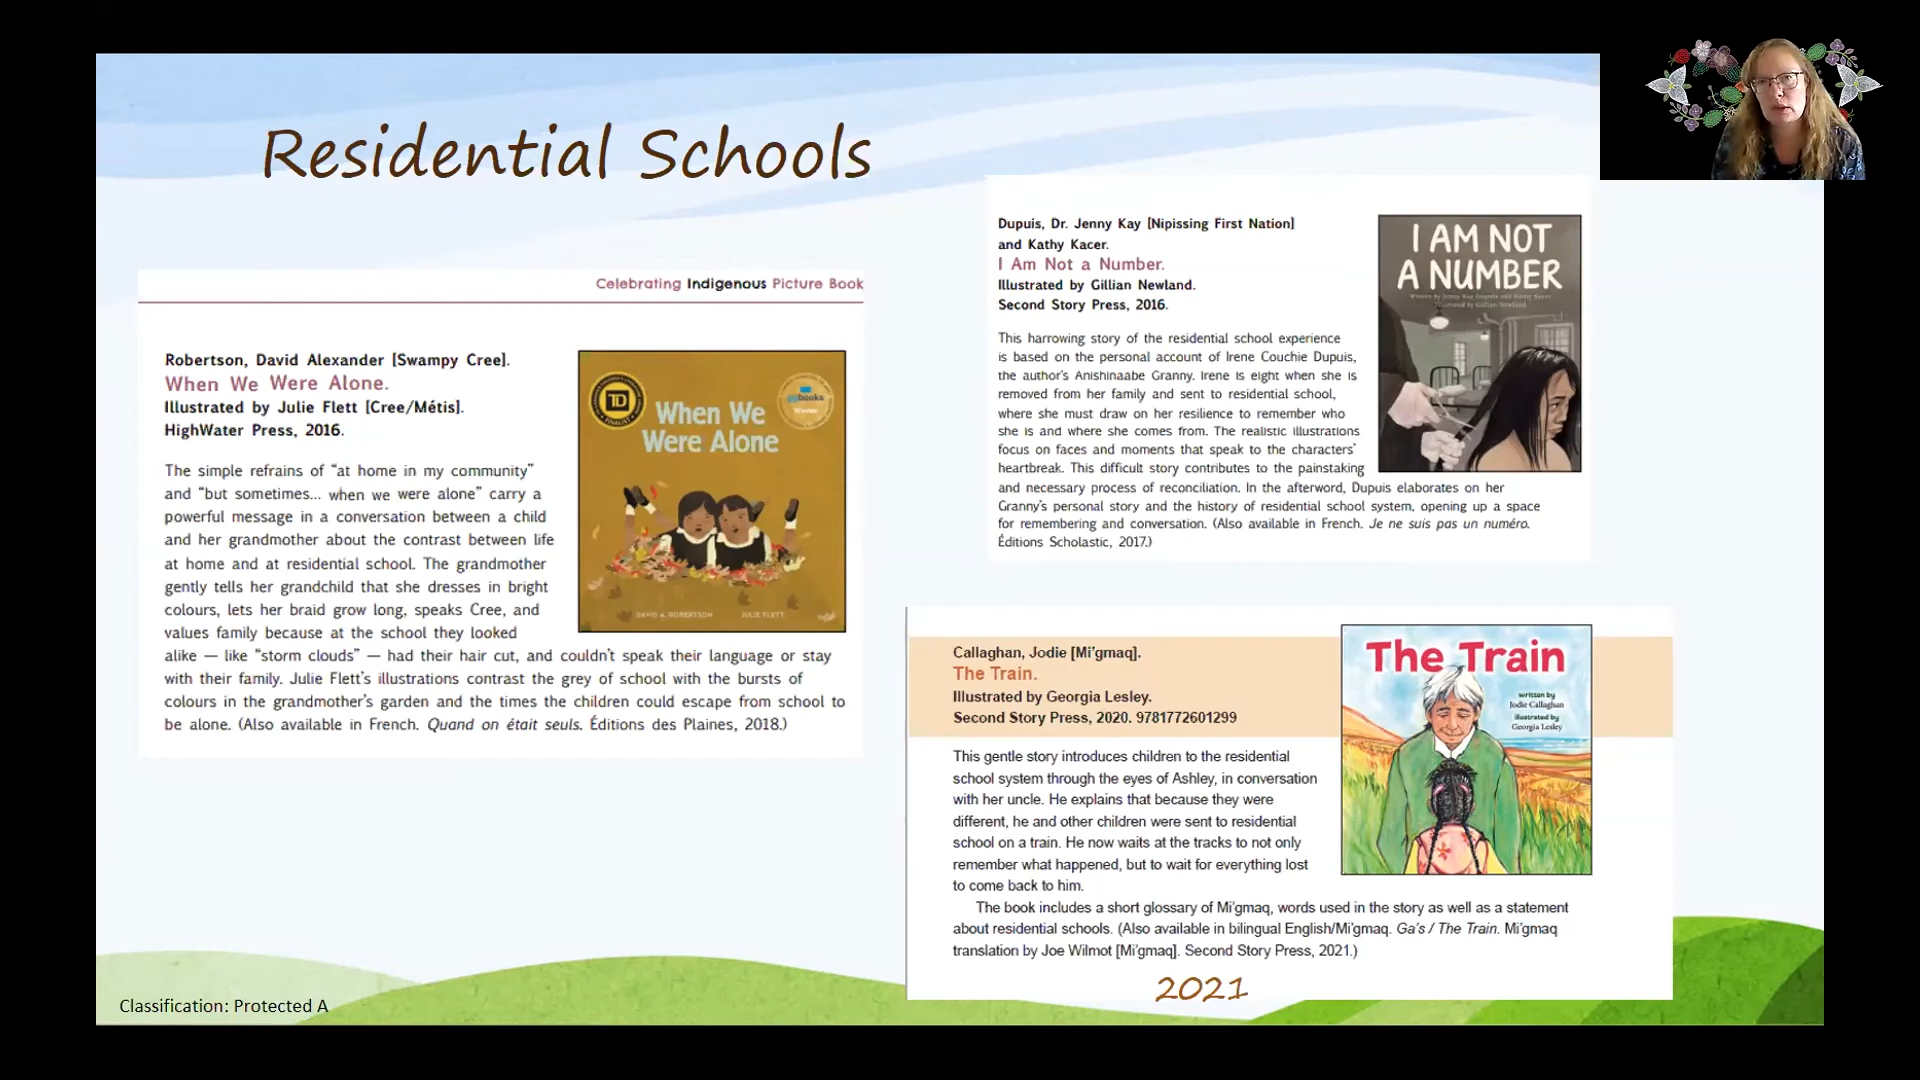 Residential Schools
Celebrating Indigenous Picture Book
Robertson, David Alexander [Swampy Cree].
When We Were Alone.
Illustrated by Julie Flett [Cree/Métis].
HighWater Press, 2016.
The simple refrains of “at home in my community”
and “but sometimes... when we were alone” carry a
powerful message in a conversation between a child
and her grandmother about the contrast between life
at home and at residential school. The grandmother
gently tells her grandchild that she dresses in bright
colours, lets her braid grow long, speaks Cree, and
values family because at the school they looked
alike — like “storm clouds” — had their hair cut, and couldn’t speak their language or stay
with their family. Julie Flett’s illustrations contrast the grey of school with the bursts of
colours in the grandmother’s garden and the times the children could escape from school to
be alone. (Also available in French. Quand on était seuls. Éditions des Plaines, 2018.)
TD
books
Winner
When We
Were Alone
DAVID A. ROBERTSON
JULIE FLETT
Dupuis, Dr. Jenny Kay [Nipissing First Nation]
and Kathy Kacer.
I Am Not a Number.
Illustrated by Gillian Newland.
Second Story Press, 2016.
This harrowing story of the residential school experience
is based on the personal account of Irene Couchie Dupuis,
the author’s Anishinaabe Granny. Irene is eight when she is
removed from her family and sent to residential school,
where she must draw on her resilience to remember who
she is and where she comes from. The realistic illustrations
focus on faces and moments that speak to the characters’
heartbreak. This difficult story contributes to the painstaking
and necessary process of reconciliation. In the afterword, Dupuis elaborates on her
Granny’s personal story and the history of residential school system, opening up a space
for remembering and conversation. (Also available in French. Je ne suis pas un numéro.
Éditions Scholastic, 2017.)
I AM NOT
A NUMBER
Written by Jenny Kay Dupuis and Kathy Kacer
Illustrated by Gillian Newland
Callaghan, Jodie [Mi’gmaq].
The Train.
Illustrated by Georgia Lesley.
Second Story Press, 2020. 9781772601299
This gentle story introduces children to the residential
school system through the eyes of Ashley, in conversation
with her uncle. He explains that because they were
different, he and other children were sent to residential
school on a train. He now waits at the tracks to not only
remember what happened, but to wait for everything lost
to come back to him.
The book includes a short glossary of Mi’gmaq, words used in the story as well as a statement
about residential schools. (Also available in bilingual English/Mi’gmaq. Ga’s / The Train. Mi’gmaq
translation by Joe Wilmot [Mi’gmaq]. Second Story Press, 2021.)
The Train
written by
Jodie Callaghan
illustrated by
Georgia Lesley
2021
Classification: Protected A